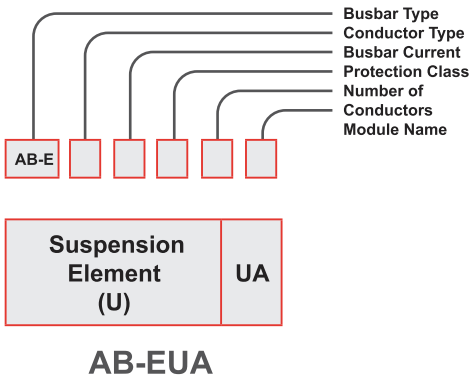 Busbar Type
Conductor Type
Busbar Current
Protection Class
Number of
Conductors
Module Name
AB-E
Suspension
Element
(U)
UA
AB-EUA